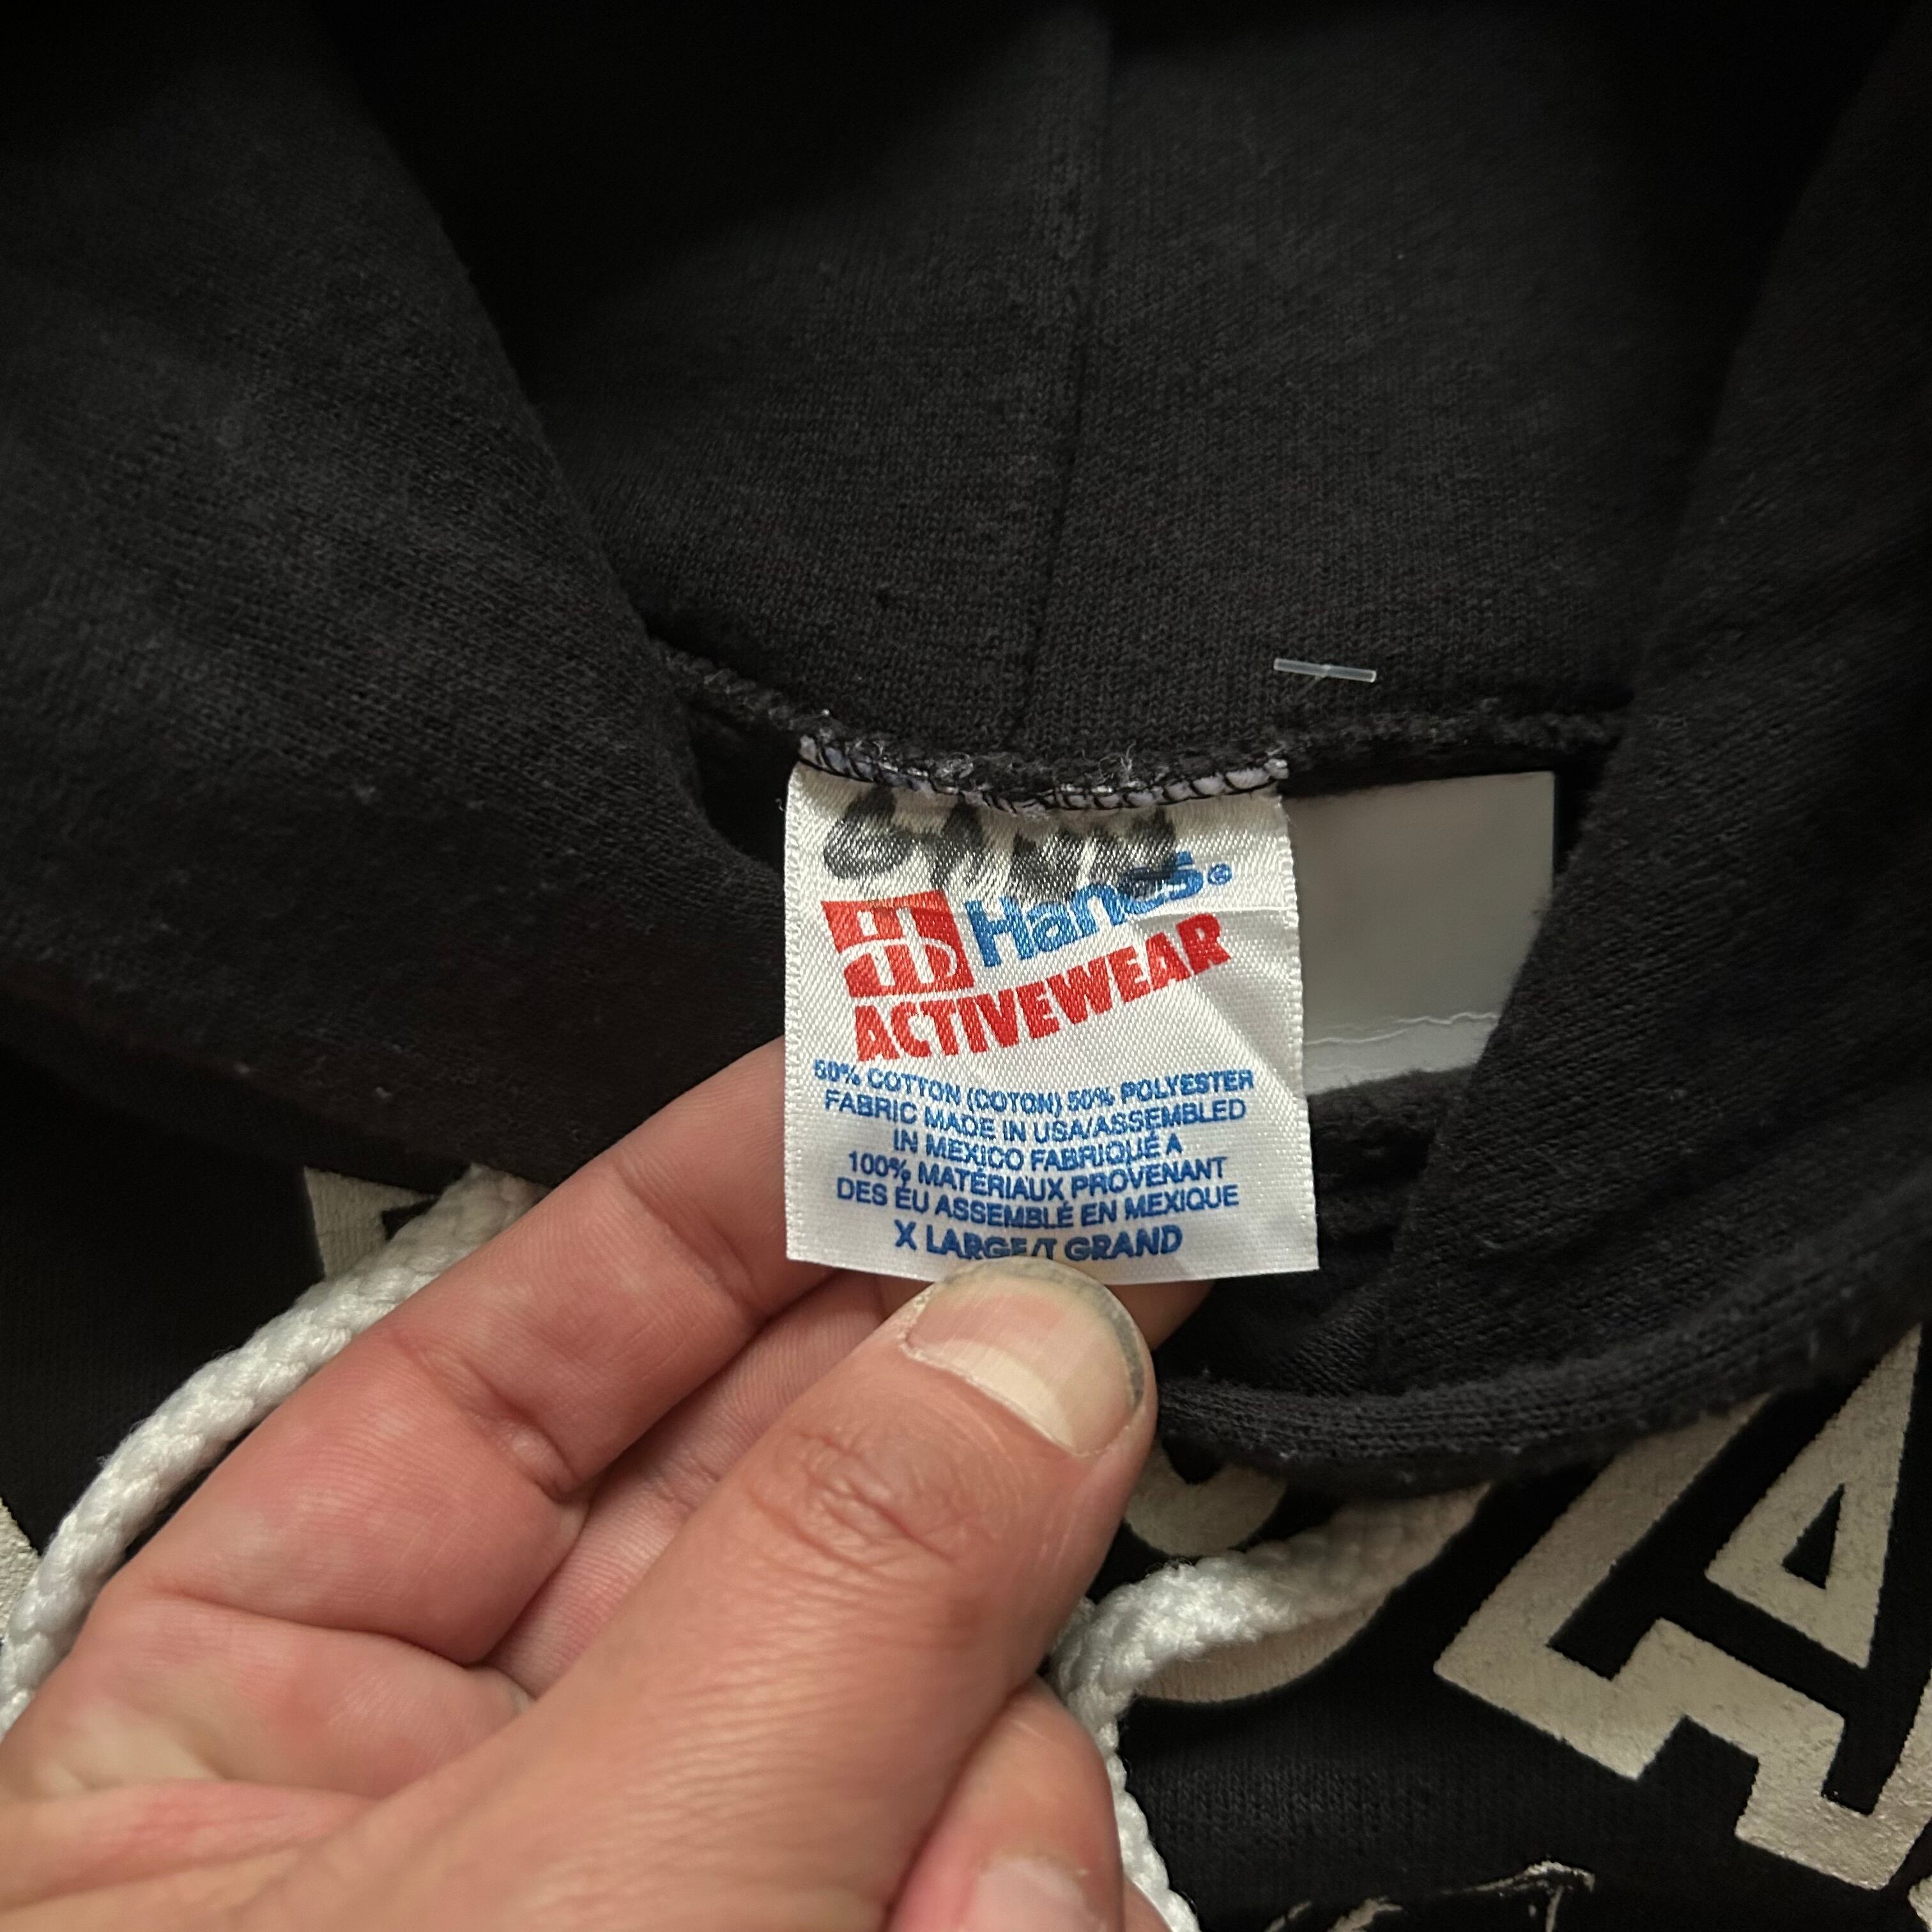 Hanes®
ACTIVEWEAR
50% COTTON (COTON) 50% POLYESTER
FABRIC MADE IN USA/ASSEMBLED
IN MEXICO FABRIQUÉ À
100% MATÉRIAUX PROVENANT
DES ÉU ASSEMBLÉ EN MEXIQUE
X LARGE/T GRAND
A